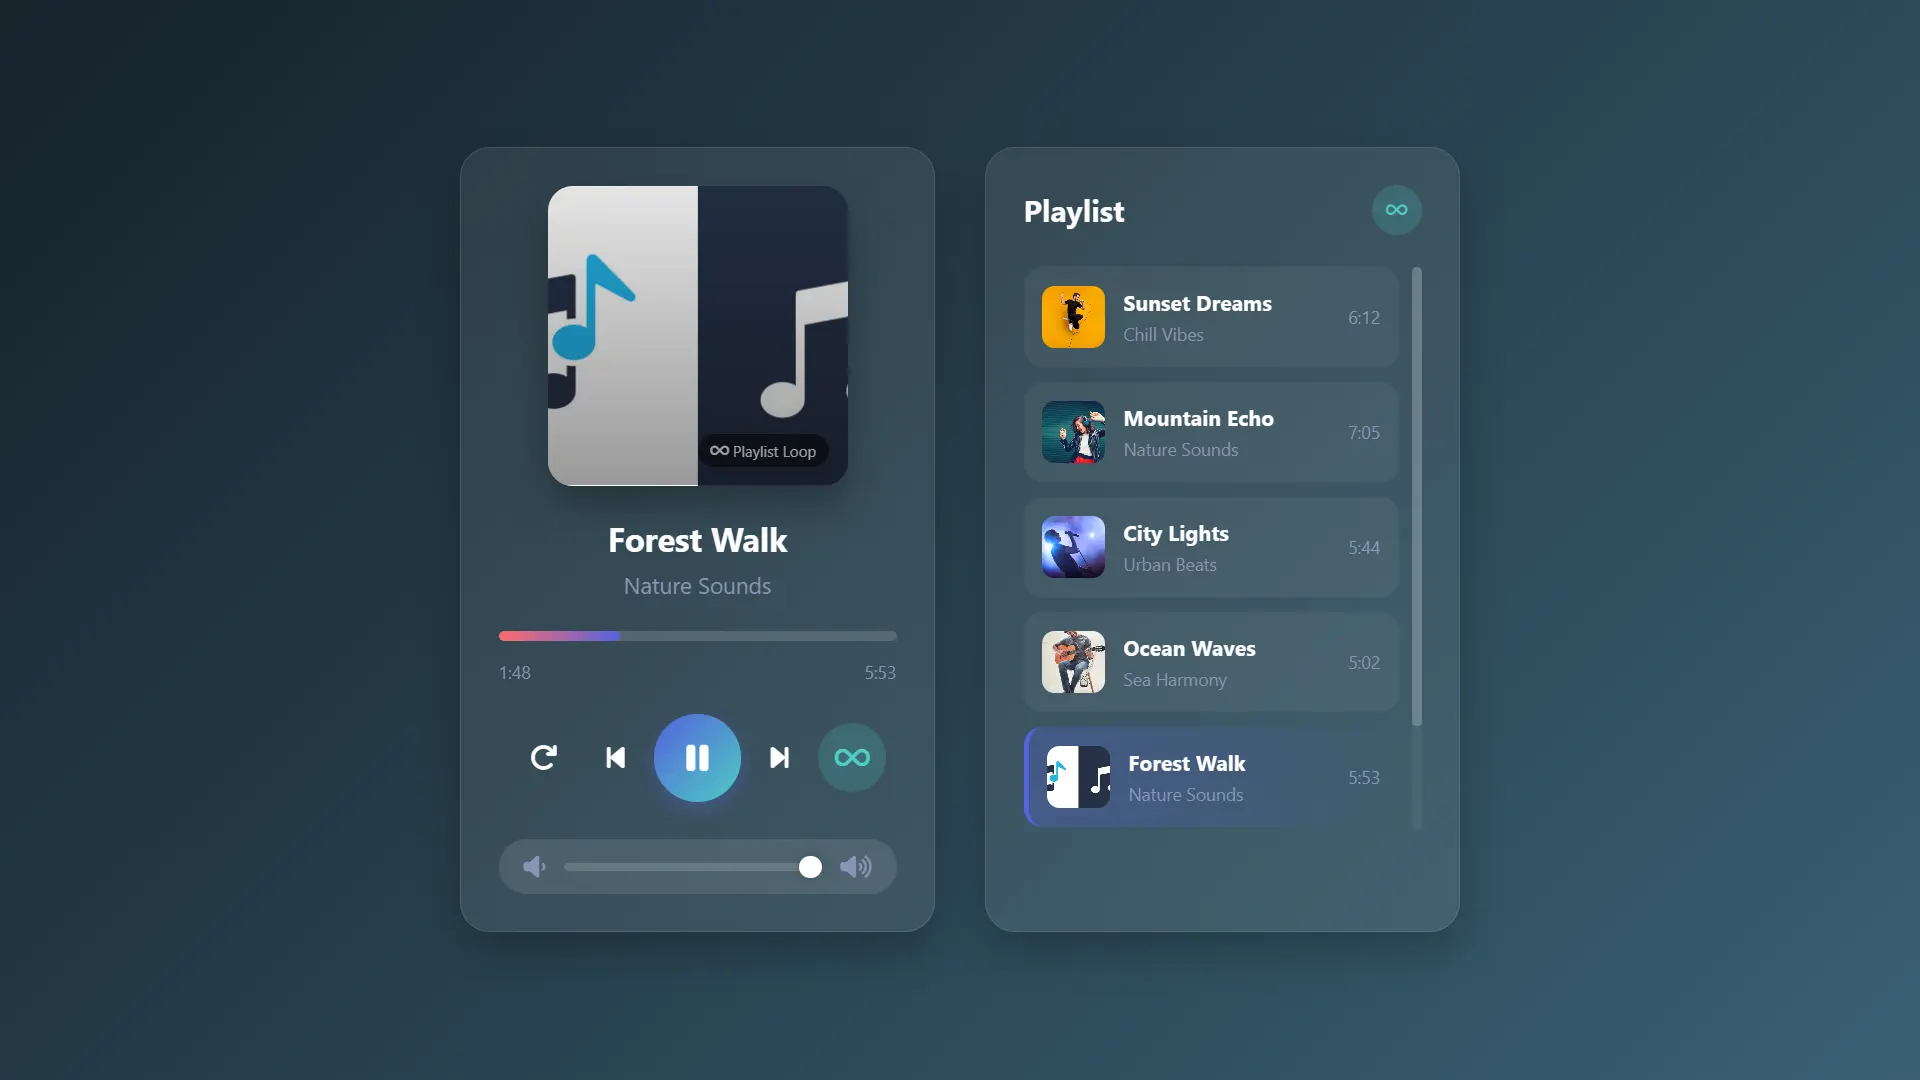 Playlist Loop
Forest Walk
Nature Sounds
1:48
5:53
Playlist
Sunset Dreams
Chill Vibes
6:12
Mountain Echo
Nature Sounds
7:05
City Lights
Urban Beats
5:44
Ocean Waves
Sea Harmony
5:02
Forest Walk
Nature Sounds
5:53